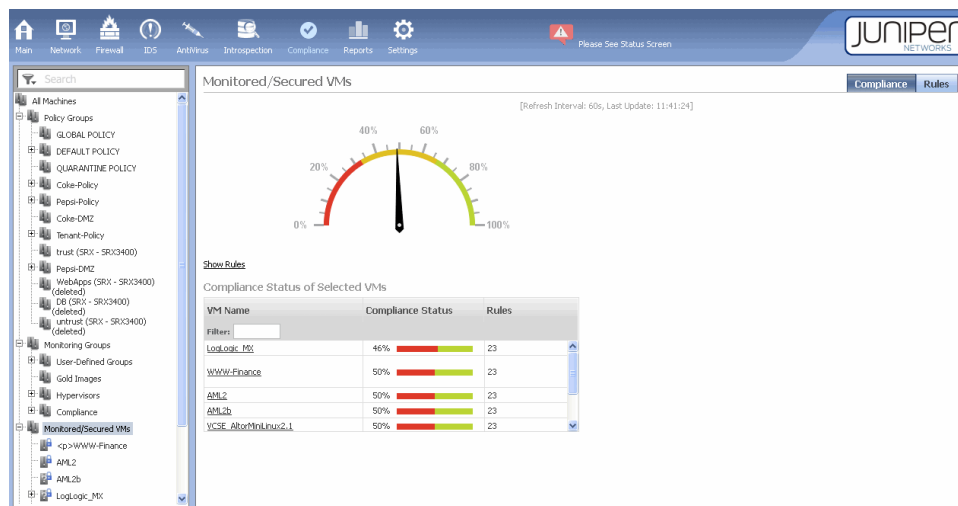 Main Network Firewall IDS AntiVirus Introspection Compliance Reports Settings
Please See Status Screen
JUNIPER
NETWORKS
Search
All Machines
Policy Groups
GLOBAL POLICY
DEFAULT POLICY
QUARANTINE POLICY
Coke-Policy
Pepsi-Policy
Coke-DMZ
Tenant-Policy
trust (SRX - SRX3400)
Pepsi-DMZ
WebApps (SRX - SRX3400)
(deleted)
DB (SRX - SRX3400)
(deleted)
untrust (SRX - SRX3400)
(deleted)
Monitoring Groups
User-Defined Groups
Gold Images
Hypervisors
Compliance
Monitored/Secured VMs
<p>WWW-Finance
AML2
AML2b
LogLogic_MX
Monitored/Secured VMs
Compliance Rules
[Refresh Interval: 60s, Last Update: 11:41:24]
40% 60%
20% 80%
0% 100%
Show Rules
Compliance Status of Selected VMs
VM Name Compliance Status Rules
Filter:
LogLogic_MX 46% 23
WWW-Finance 50% 23
AML2 50% 23
AML2b 50% 23
VCSE_AltorMiniLinux2.1 50% 23